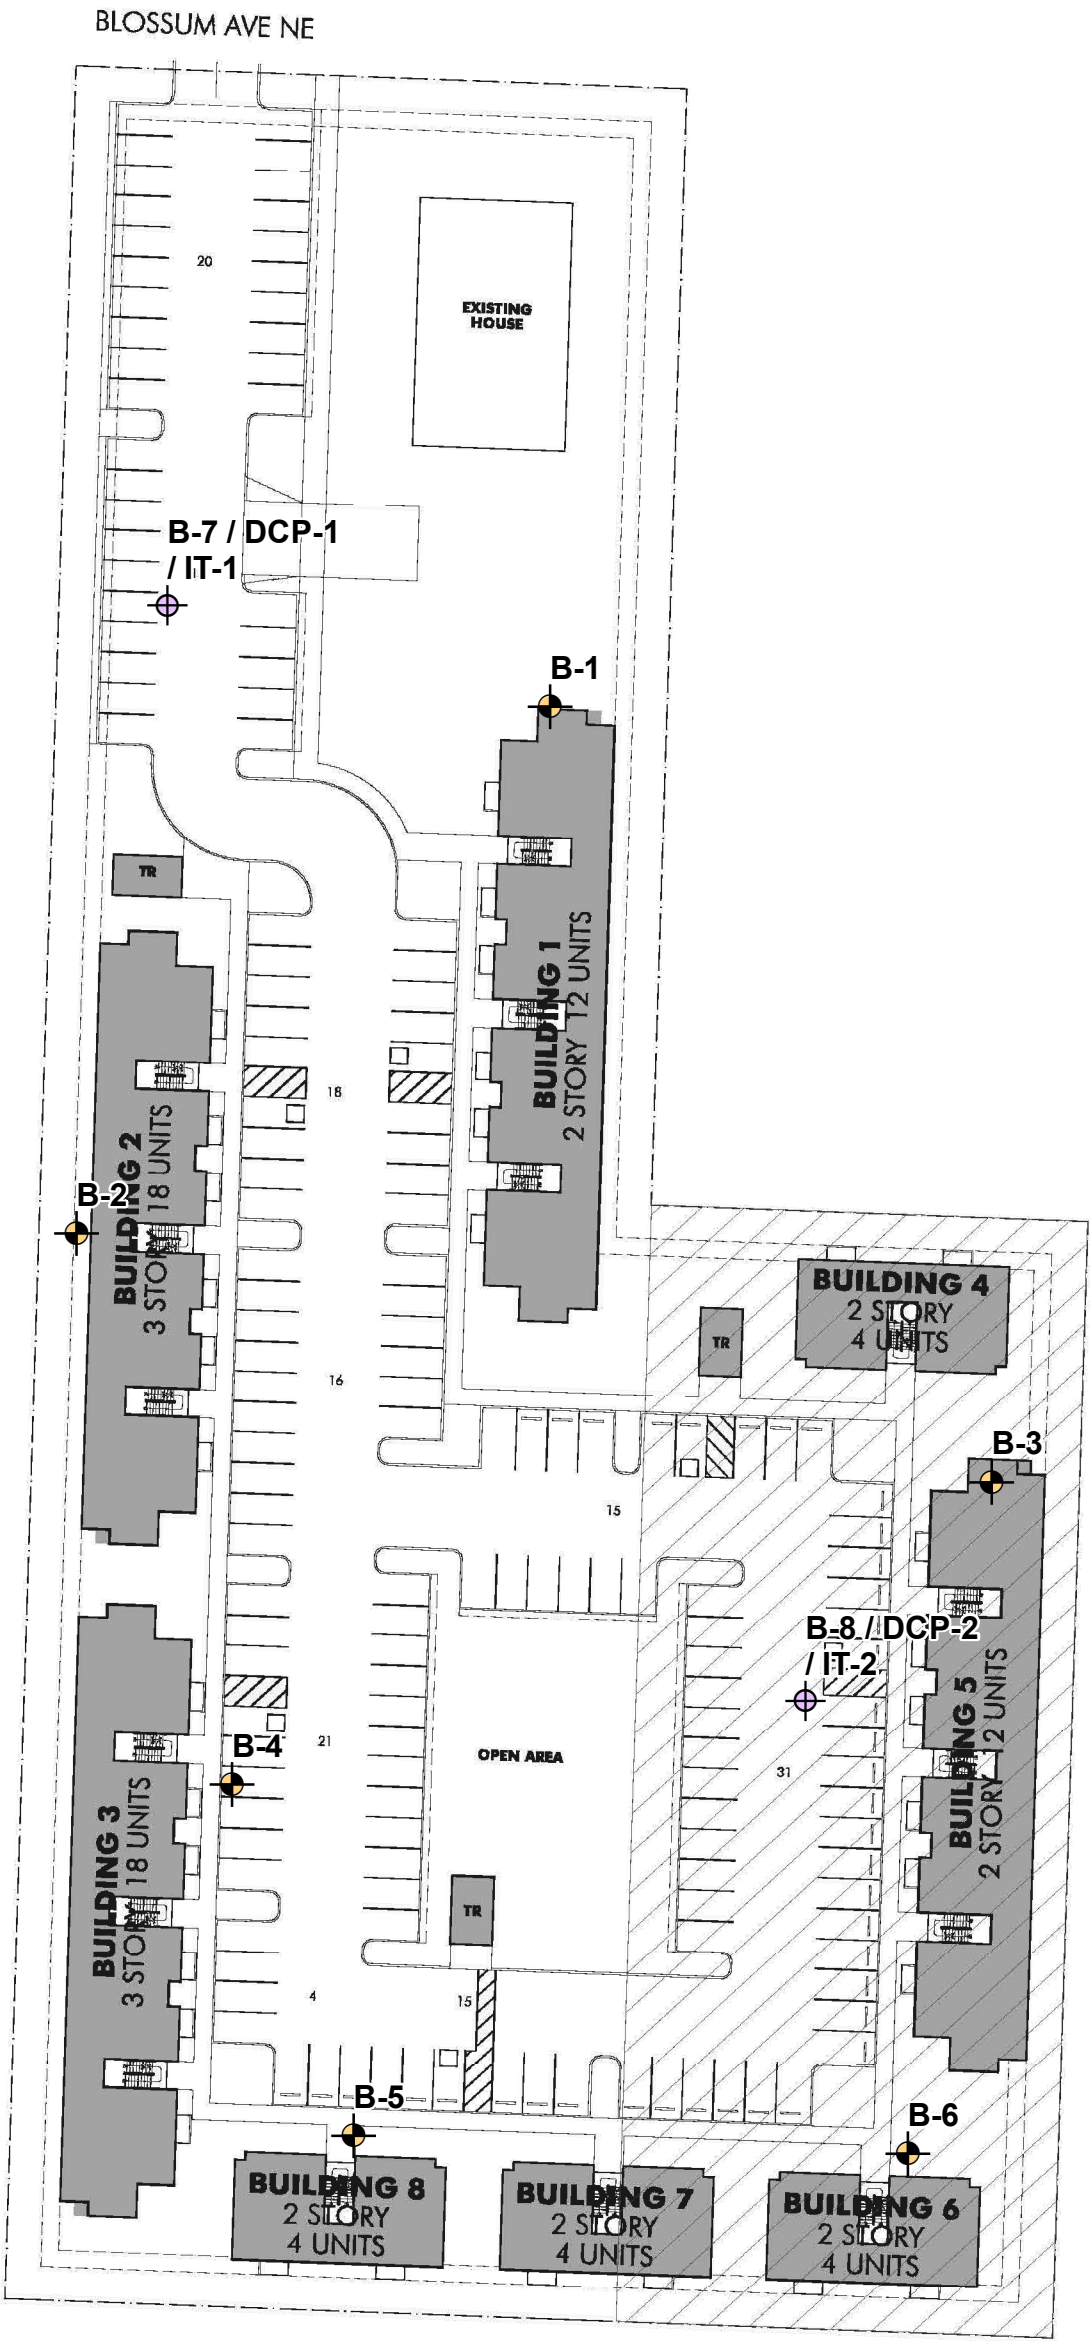 BLOSSUM AVE NE
20
EXISTING
HOUSE
B-7 / DCP-1
/ IT-1
B-1
TR
BUILDING 1
2 STORY 12 UNITS
18
BUILDING 2
3 STORY 18 UNITS
B-2
BUILDING 4
2 STORY
4 UNITS
TR
16
B-3
15
B-8 / DCP-2
/ IT-2
BUILDING 5
2 STORY 12 UNITS
21
B-4
OPEN AREA
31
BUILDING 3
3 STORY 18 UNITS
TR
4
15
B-5
B-6
BUILDING 8
2 STORY
4 UNITS
BUILDING 7
2 STORY
4 UNITS
BUILDING 6
2 STORY
4 UNITS